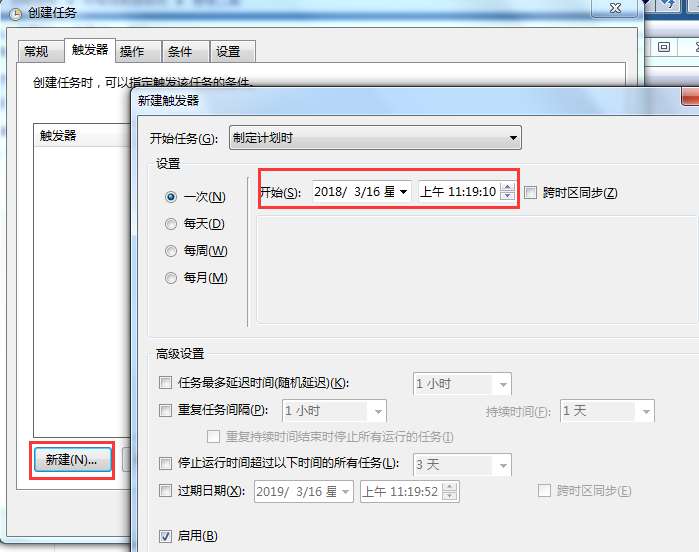 创建任务
常规 触发器 操作 条件 设置
创建任务时，可以指定触发该任务的条件。
触发器
新建(N)...
新建触发器
开始任务(G): 制定计划时
设置
一次(N)
每天(D)
每周(W)
每月(M)
开始(S): 2018/ 3/16 星 上午 11:19:10 跨时区同步(Z)
高级设置
任务最多延迟时间(随机延迟)(K): 1 小时
重复任务间隔(P): 1 小时 持续时间(F): 1 天
重复持续时间结束时停止所有运行的任务(I)
停止运行时间超过以下时间的所有任务(L): 3 天
过期日期(X): 2019/ 3/16 星 上午 11:19:52 跨时区同步(E)
启用(B)